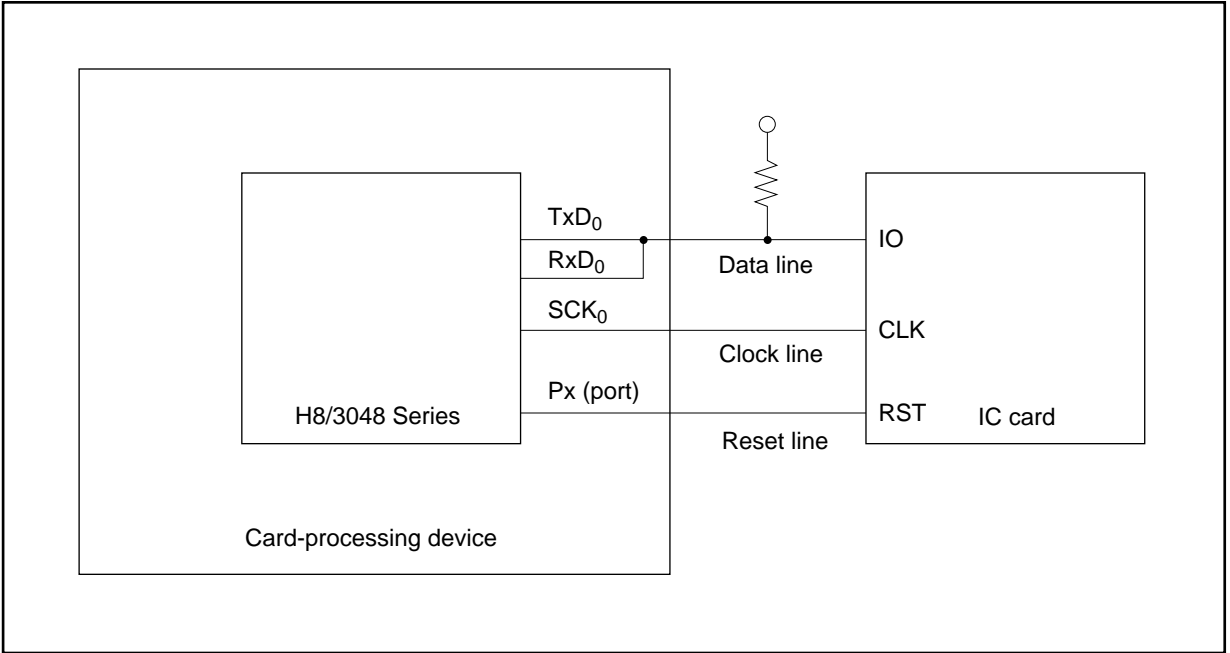 TxD0
IO
RxD0
Data line
SCK0
CLK
Clock line
Px (port)
H8/3048 Series
RST
IC card
Reset line
Card-processing device